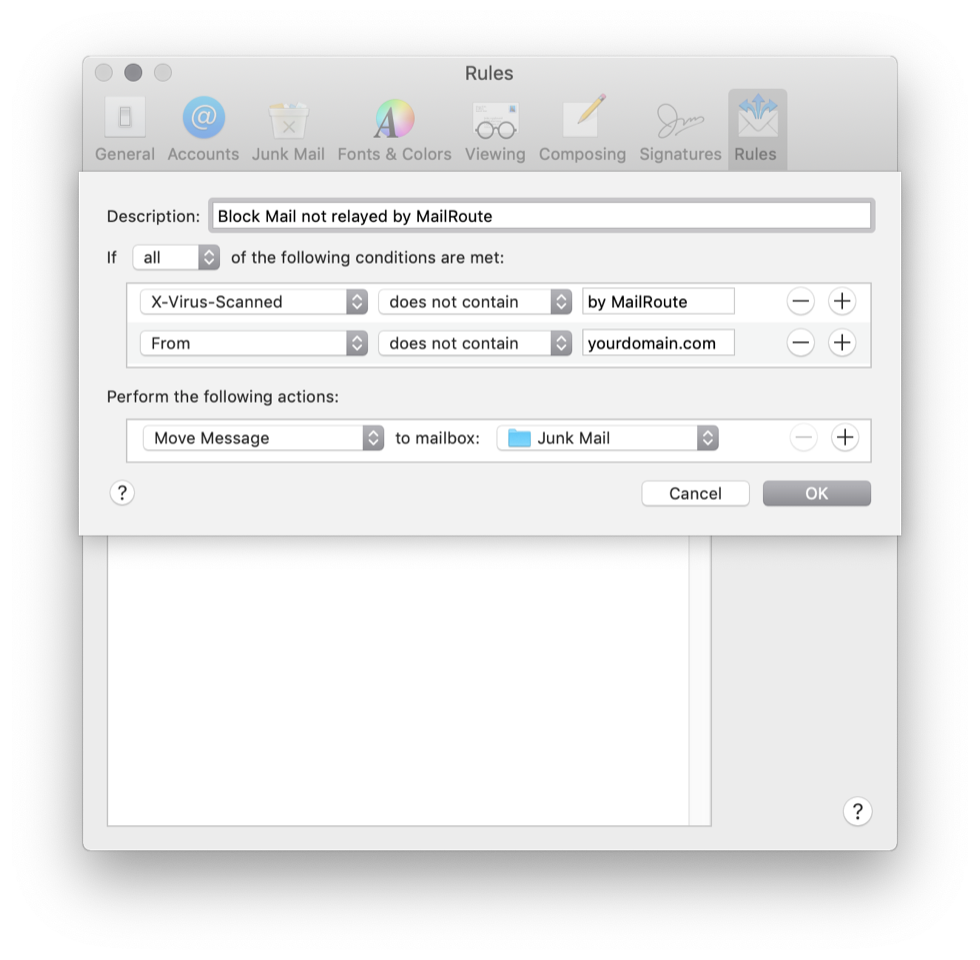 Rules
General Accounts Junk Mail Fonts & Colors Viewing Composing Signatures Rules
Description: Block Mail not relayed by MailRoute
If all of the following conditions are met:
X-Virus-Scanned does not contain by MailRoute
From does not contain yourdomain.com
Perform the following actions:
Move Message to mailbox: Junk Mail
? Cancel OK
?